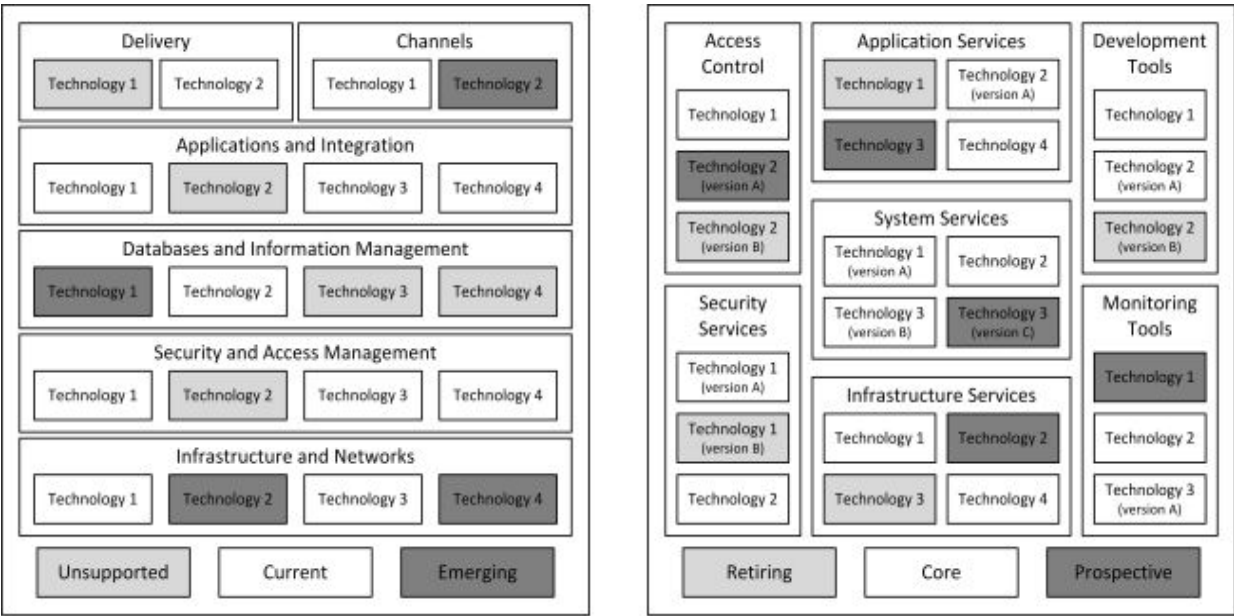 Delivery
Technology 1
Technology 2
Channels
Technology 1
Technology 2
Applications and Integration
Technology 1
Technology 2
Technology 3
Technology 4
Databases and Information Management
Technology 1
Technology 2
Technology 3
Technology 4
Security and Access Management
Technology 1
Technology 2
Technology 3
Technology 4
Infrastructure and Networks
Technology 1
Technology 2
Technology 3
Technology 4
Unsupported
Current
Emerging
Access
Control
Technology 1
Technology 2
(version A)
Technology 2
(version B)
Security
Services
Technology 1
(version A)
Technology 1
(version B)
Technology 2
Application Services
Technology 1
Technology 2
(version A)
Technology 3
Technology 4
System Services
Technology 1
(version A)
Technology 2
Technology 3
(version B)
Technology 3
(version C)
Infrastructure Services
Technology 1
Technology 2
Technology 3
Technology 4
Development
Tools
Technology 1
Technology 2
(version A)
Technology 2
(version B)
Monitoring
Tools
Technology 1
Technology 2
Technology 3
(version A)
Retiring
Core
Prospective